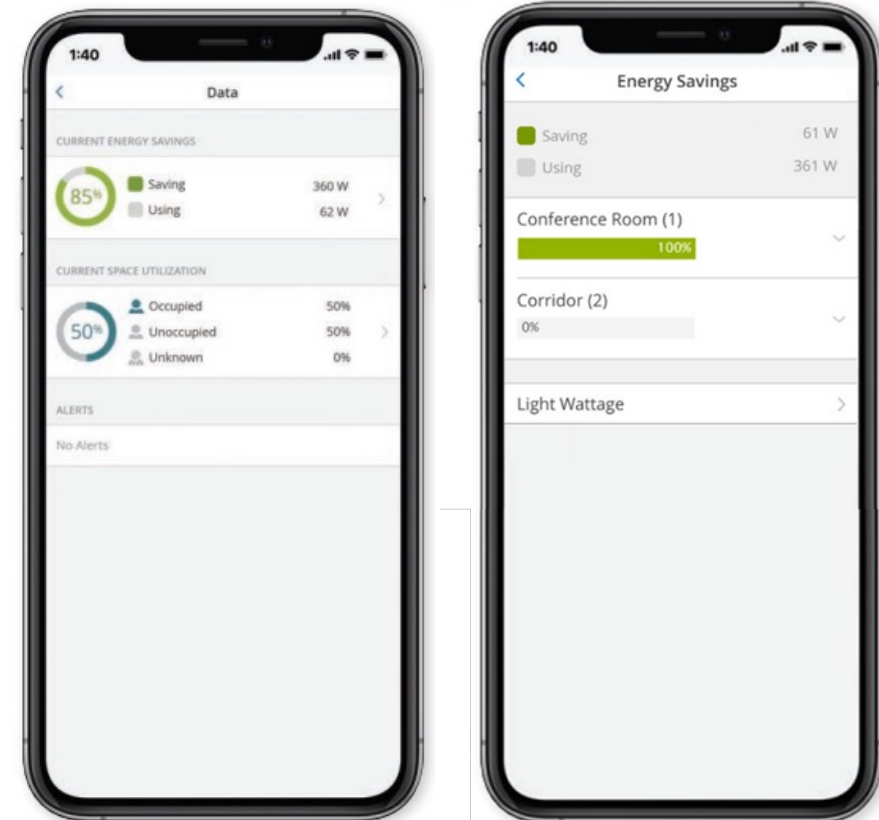 1:40
Data
CURRENT ENERGY SAVINGS
85%
Saving 360 W
Using 62 W
CURRENT SPACE UTILIZATION
50%
Occupied 50%
Unoccupied 50%
Unknown 0%
ALERTS
No Alerts
1:40
Energy Savings
Saving 61 W
Using 361 W
Conference Room (1)
100%
Corridor (2)
0%
Light Wattage